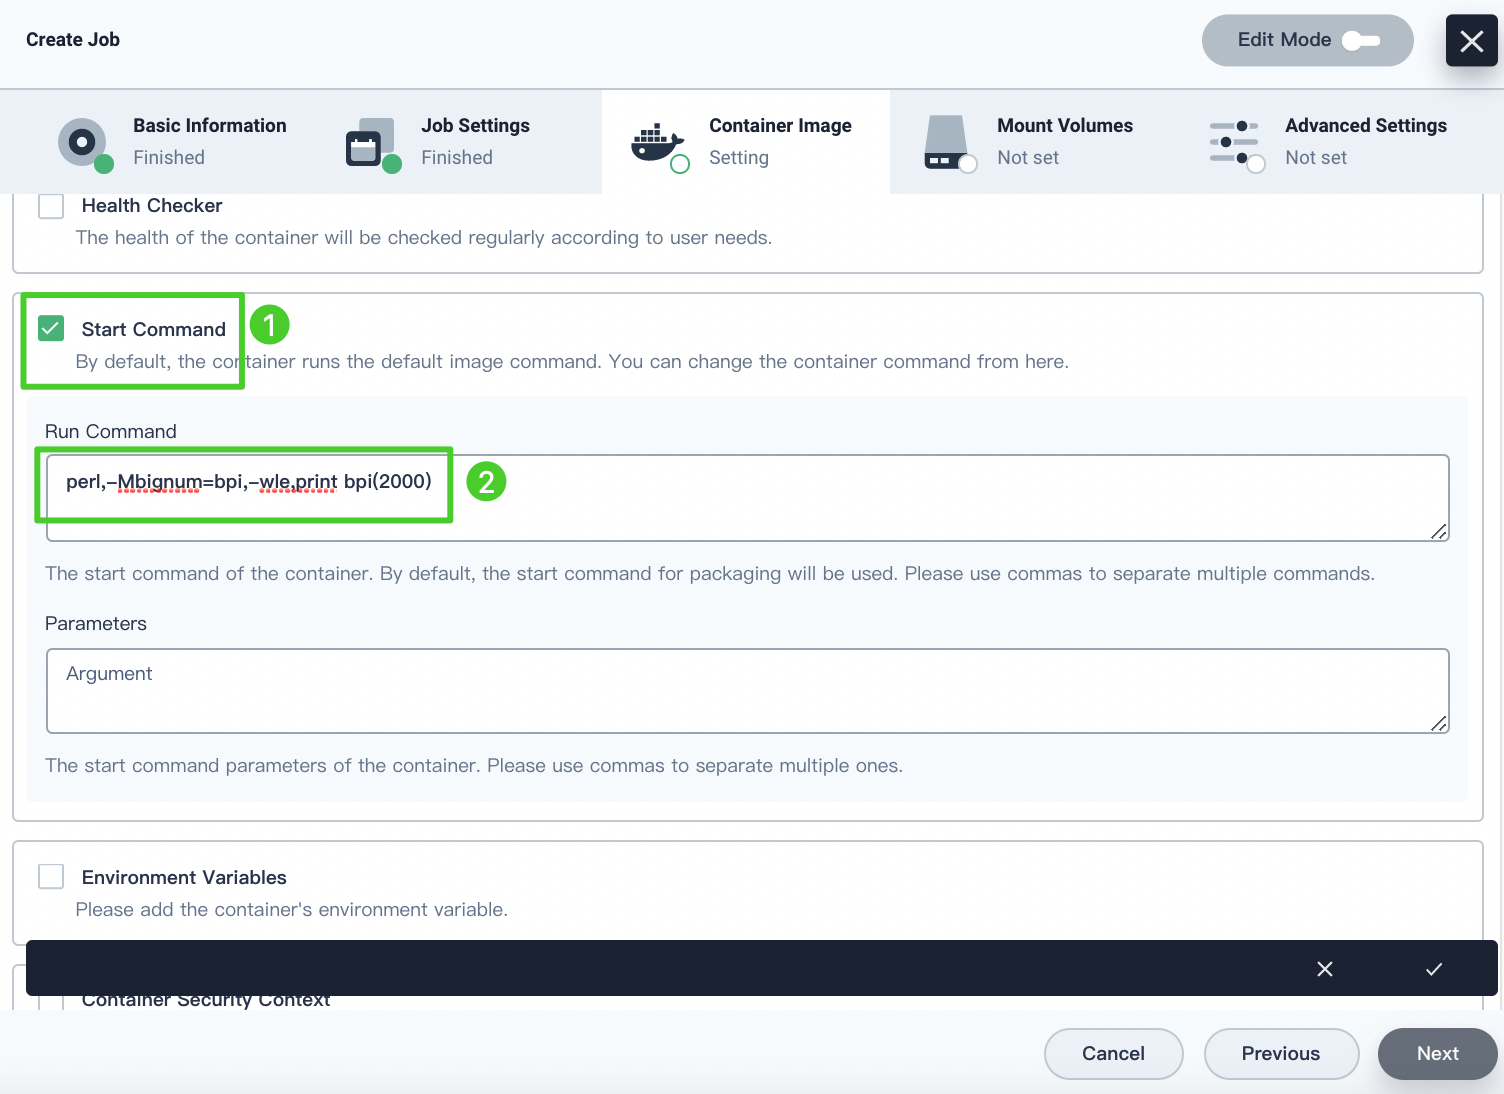 Create Job
Edit Mode
Basic Information
Finished
Job Settings
Finished
Container Image
Setting
Mount Volumes
Not set
Advanced Settings
Not set
Health Checker
The health of the container will be checked regularly according to user needs.
Start Command
1
By default, the container runs the default image command. You can change the container command from here.
Run Command
perl,-Mbignum=bpi,-wle,print bpi(2000)
2
The start command of the container. By default, the start command for packaging will be used. Please use commas to separate multiple commands.
Parameters
Argument
The start command parameters of the container. Please use commas to separate multiple ones.
Environment Variables
Please add the container's environment variable.
Container Security Context
Cancel
Previous
Next